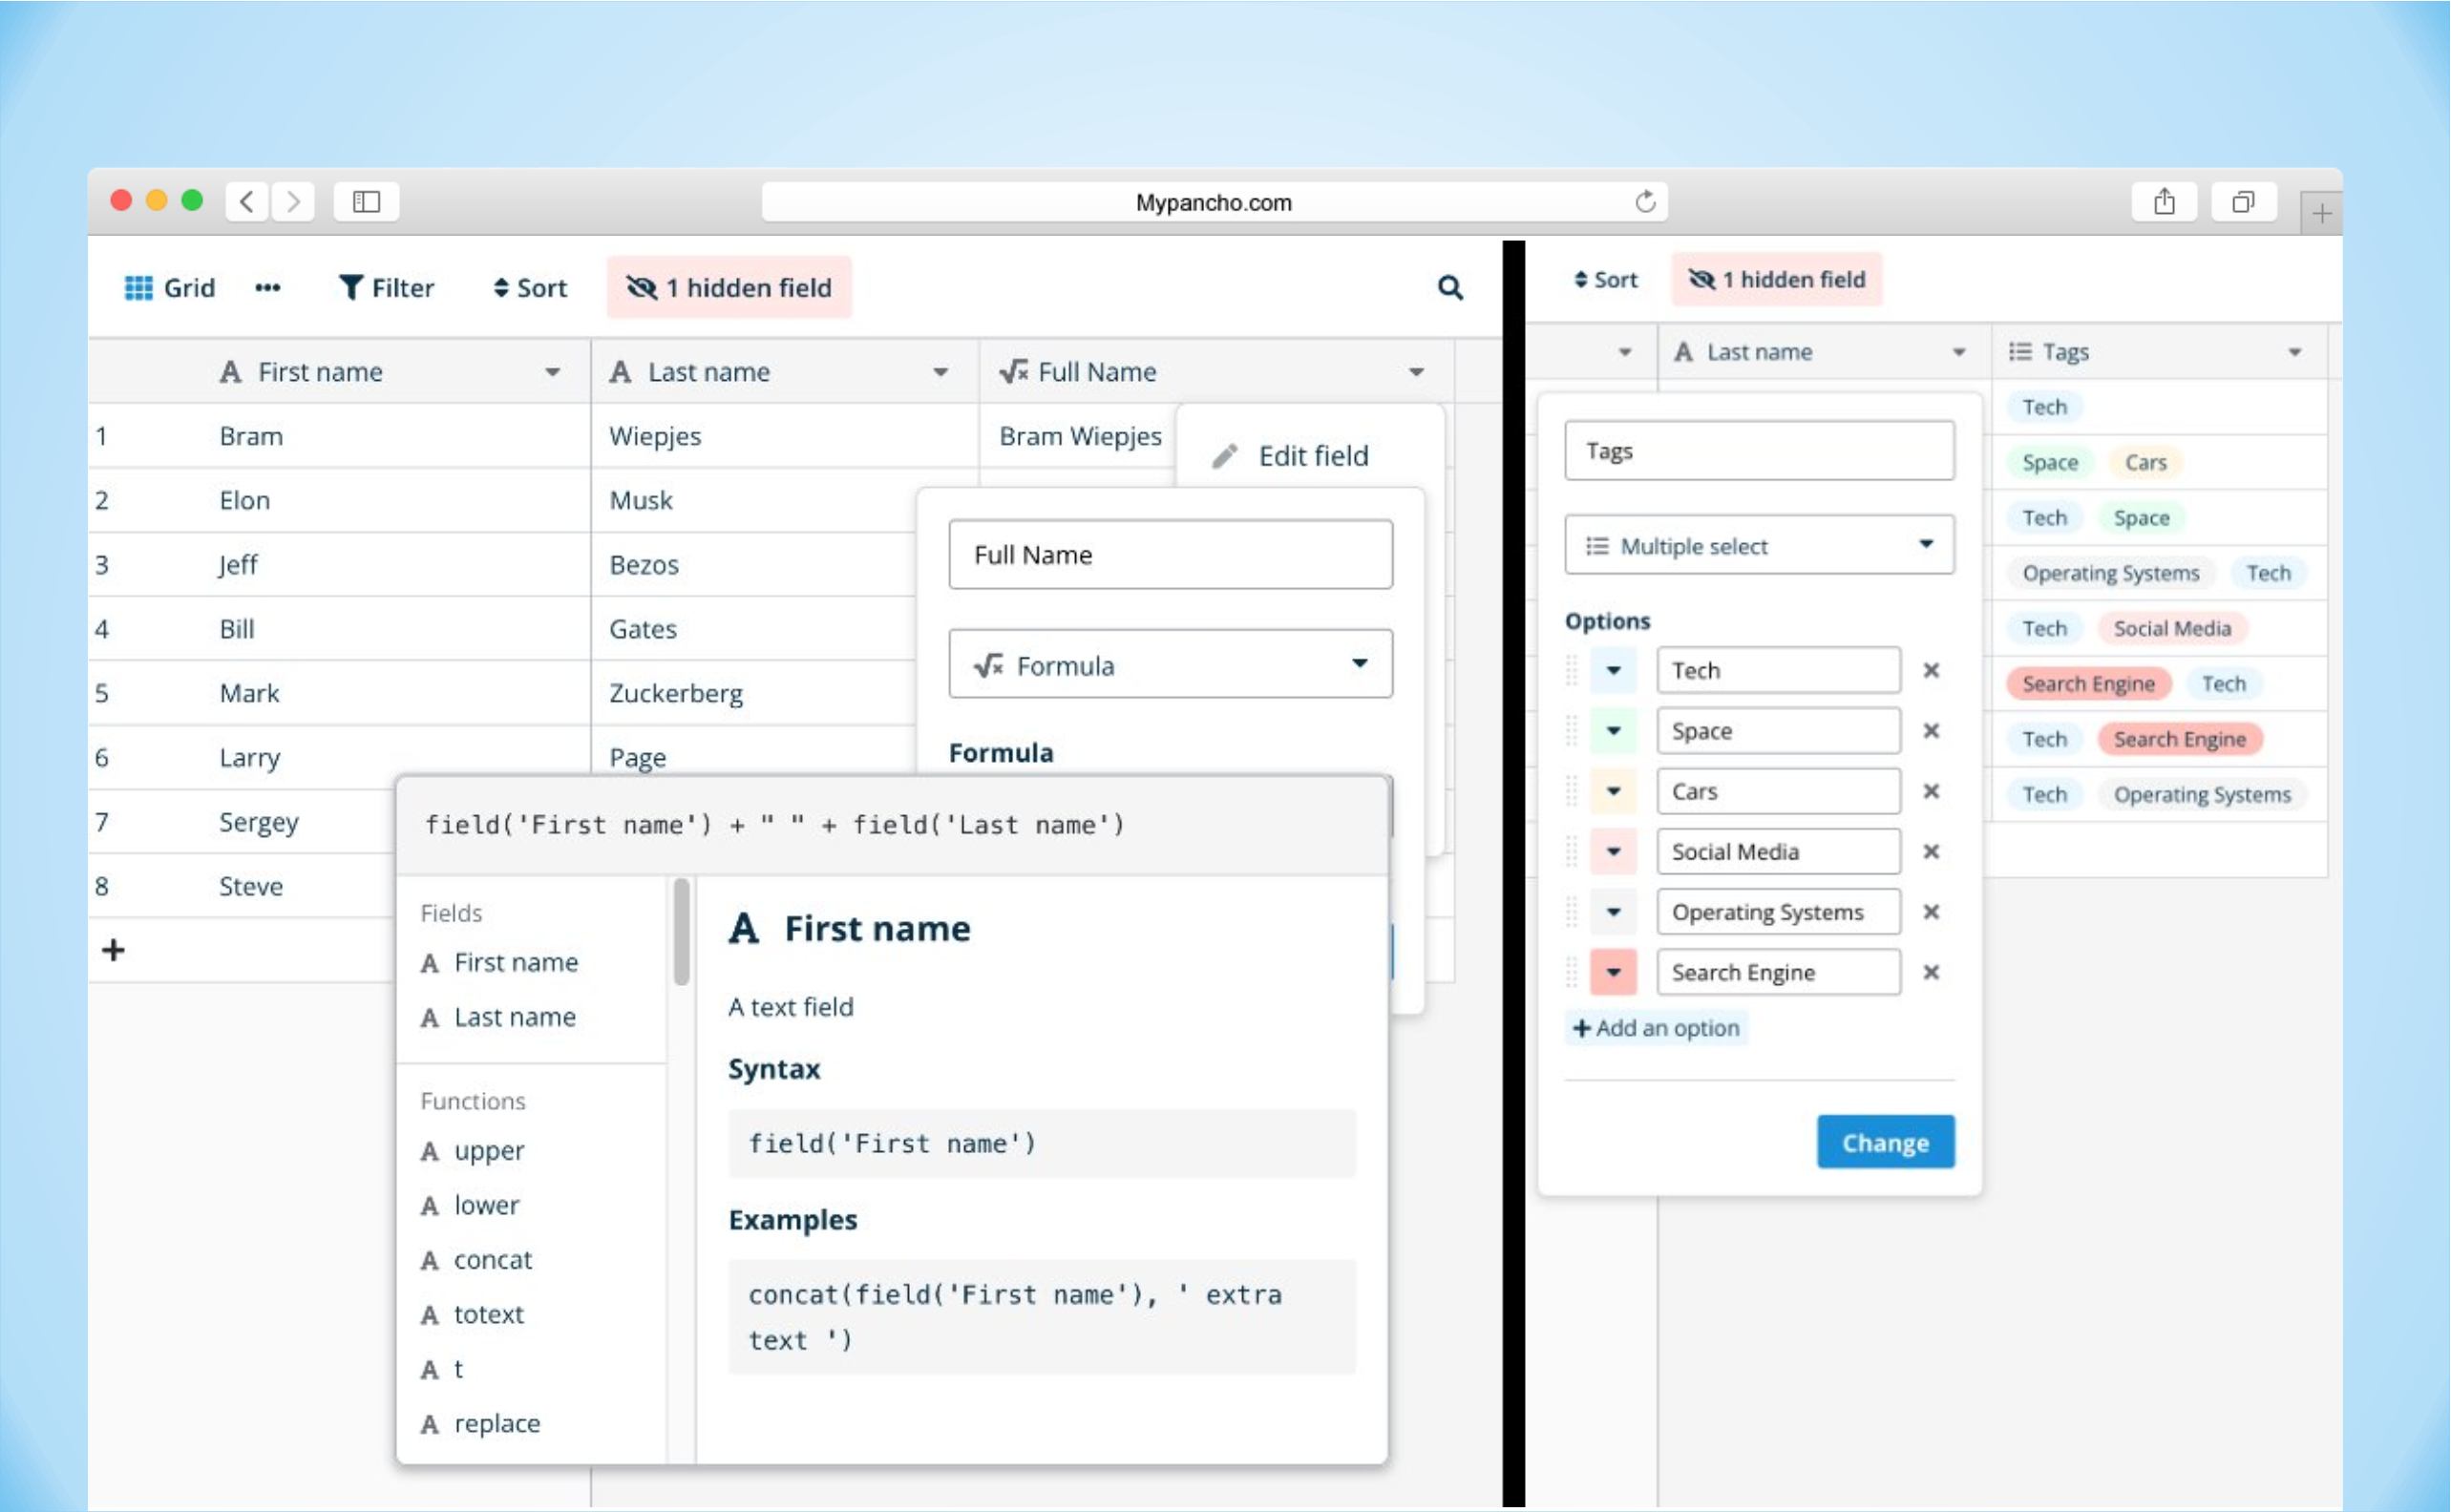 Mypancho.com
Grid ••• Filter Sort 1 hidden field
First name Last name Full Name
1 Bram Wiepjes Bram Wiepjes
2 Elon Musk
3 Jeff Bezos
4 Bill Gates
5 Mark Zuckerberg
6 Larry Page
7 Sergey
8 Steve
+
Edit field
Full Name
Formula
Formula
field('First name') + " " + field('Last name')
Fields
A First name
A Last name
Functions
A upper
A lower
A concat
A totext
A t
A replace
A First name
A text field
Syntax
field('First name')
Examples
concat(field('First name'), ' extra
text ')
Sort 1 hidden field
A Last name Tags
Tech
Space Cars
Tech Space
Operating Systems Tech
Tech Social Media
Search Engine Tech
Tech Search Engine
Tech Operating Systems
Tags
Multiple select
Options
Tech
Space
Cars
Social Media
Operating Systems
Search Engine
+ Add an option
Change